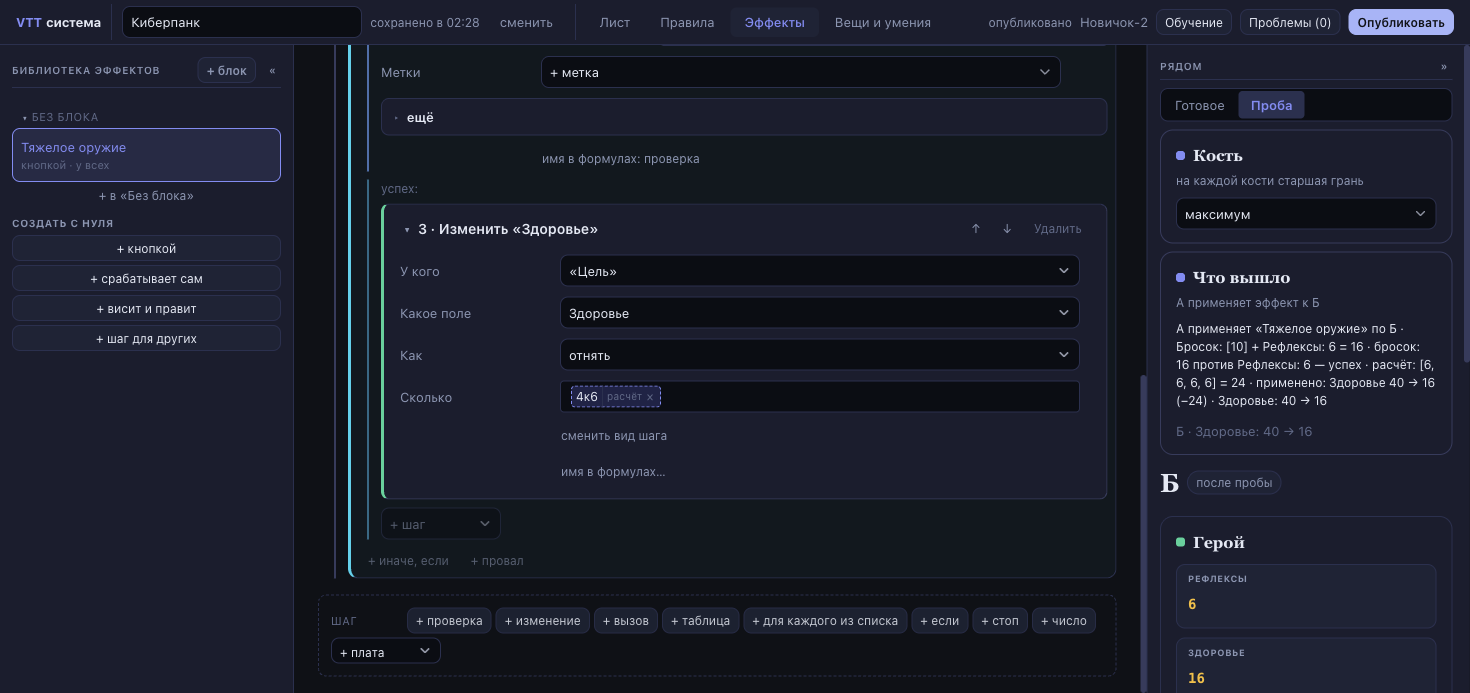 VTT система
Киберпанк
сохранено в 02:28
сменить
Лист
Правила
Эффекты
Вещи и умения
опубликовано
Новичок-2
Обучение
Проблемы (0)
Опубликовать
БИБЛИОТЕКА ЭФФЕКТОВ
+ блок
«
▾ БЕЗ БЛОКА
Тяжелое оружие
кнопкой · у всех
+ в «Без блока»
СОЗДАТЬ С НУЛЯ
+ кнопкой
+ срабатывает сам
+ висит и правит
+ шаг для других
Метки
+ метка
· ещё
имя в формулах: проверка
успех:
▾ 3 · Изменить «Здоровье»
↑
↓
Удалить
У кого
«Цель»
Какое поле
Здоровье
Как
отнять
Сколько
4к6 расчёт ×
сменить вид шага
имя в формулах…
+ шаг
+ иначе, если
+ провал
ШАГ
+ проверка
+ изменение
+ вызов
+ таблица
+ для каждого из списка
+ если
+ стоп
+ число
+ плата
РЯДОМ
»
Готовое
Проба
Кость
на каждой кости старшая грань
максимум
Что вышло
А применяет эффект к Б
А применяет «Тяжелое оружие» по Б ·
Бросок: [10] + Рефлексы: 6 = 16 · бросок:
16 против Рефлексы: 6 — успех · расчёт: [6,
6, 6, 6] = 24 · применено: Здоровье 40 → 16
(−24) · Здоровье: 40 → 16
Б · Здоровье: 40 → 16
Б
после пробы
Герой
РЕФЛЕКСЫ
6
ЗДОРОВЬЕ
16